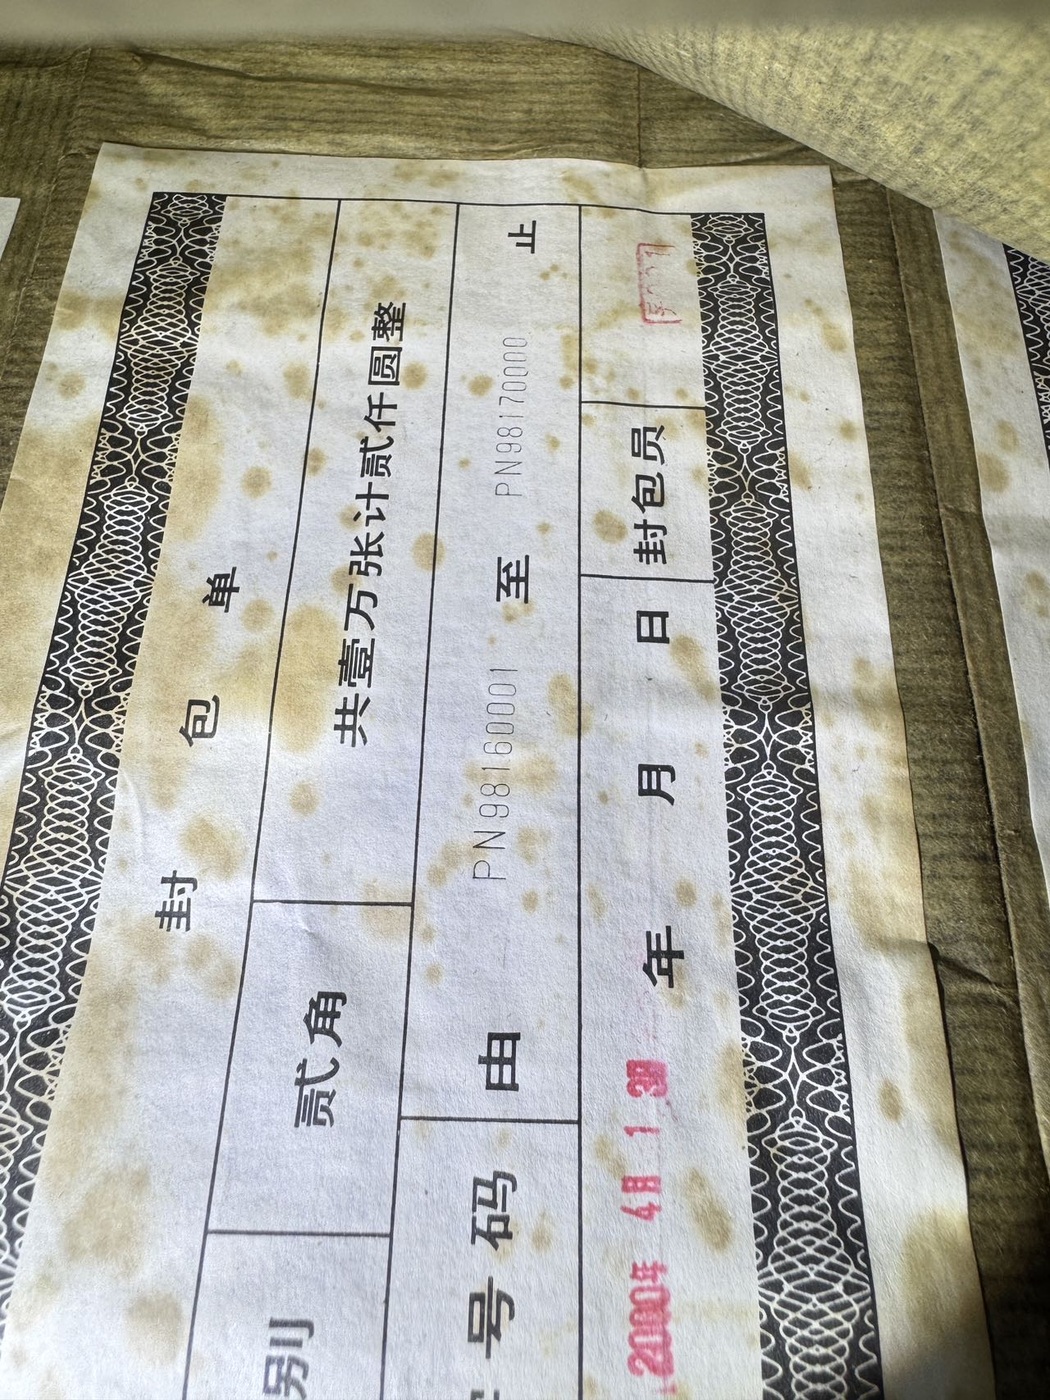 封包单
别 贰角 共壹万张计贰仟圆整
号码 由 PN98160001 至 PN98170000 止
2000年 4月 1 年 月 日 封包员